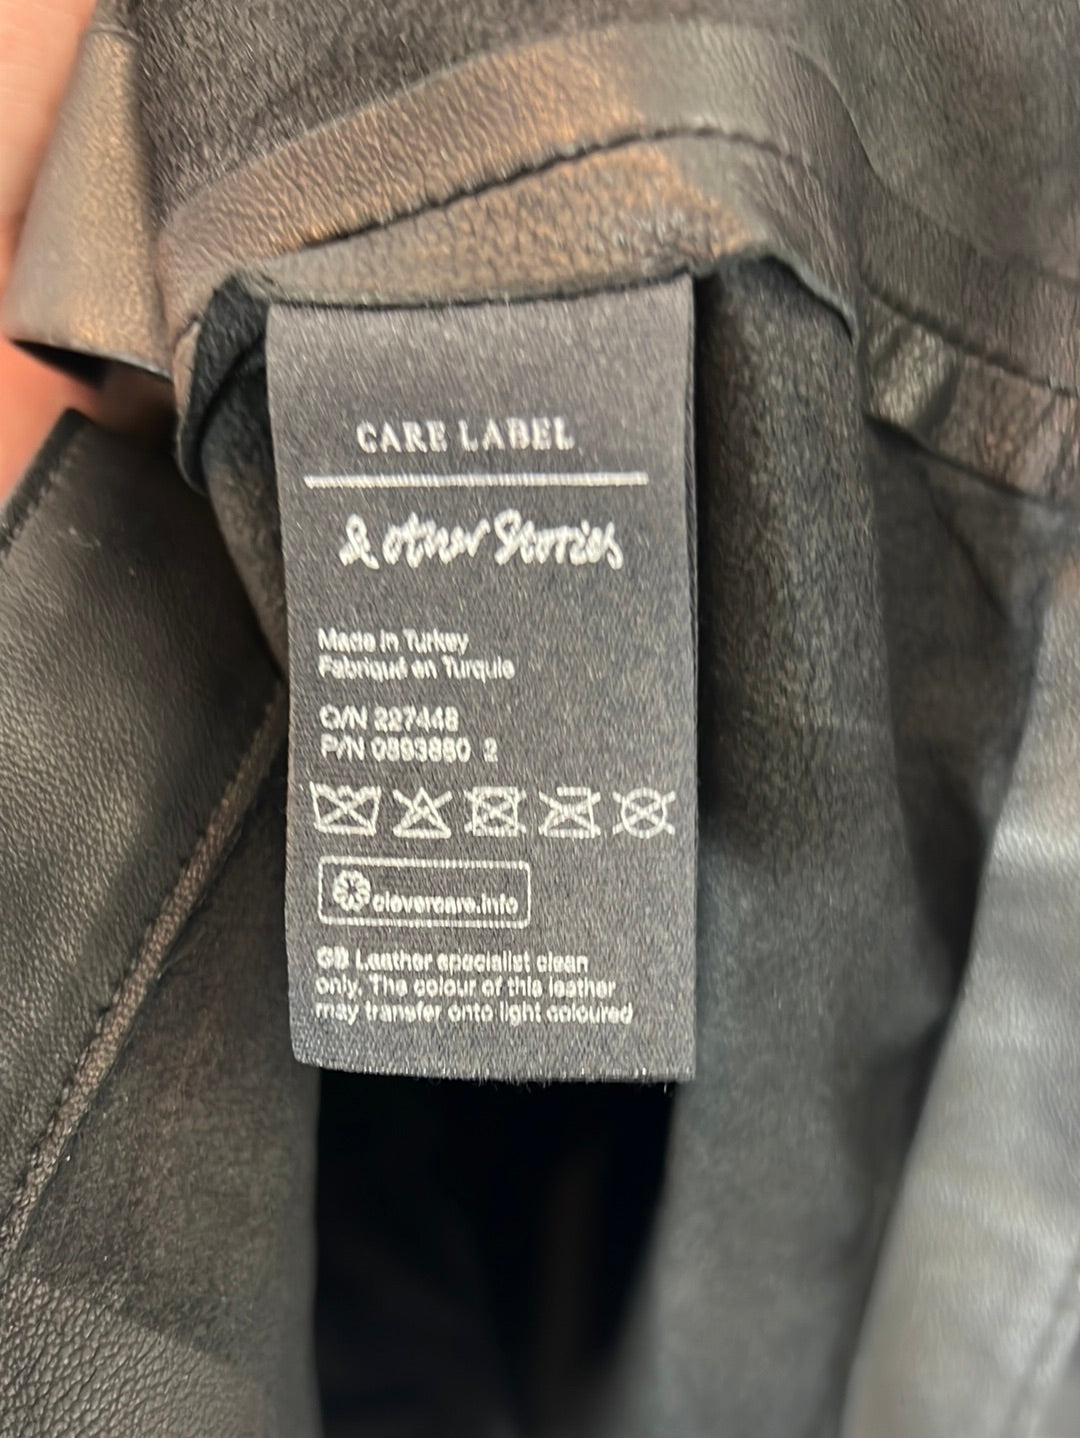 CARE LABEL
& other Stories
Made in Turkey
Fabriqué en Turquie
O/N 227448
P/N 0893880 2
clevercare.info
GB Leather specialist clean
only. The colour of this leather
may transfer onto light coloured